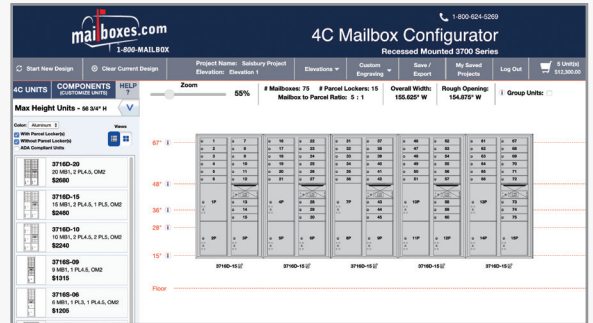 mailboxes.com
1-800-MAILBOX
1-800-624-5269
4C Mailbox Configurator
Recessed Mounted 3700 Series
Start New Design
Clear Current Design
Project Name: Salsbury Project
Elevation: Elevation 1
Elevations
Custom
Engraving
Save /
Export
My Saved
Projects
Log Out
5 Unit(s)
$12,300.00
4C UNITS
COMPONENTS
(CUSTOMIZE UNITS)
HELP
?
Zoom
55%
# Mailboxes: 75 # Parcel Lockers: 15
Mailbox to Parcel Ratio: 5 : 1
Overall Width:
155.625" W
Rough Opening:
154.875" W
Group Units:
Max Height Units - 56 3/4" H
V
Color: Aluminum
Views
With Parcel Locker(s)
Without Parcel Locker(s)
ADA Compliant Units
3716D-20
20 MB1, 2 PL4.5, OM2
$2680
3716D-15
15 MB1, 2 PL4.5, 1 PL5, OM2
$2460
3716D-10
10 MB1, 2 PL4.5, 2 PL5, OM2
$2240
3716S-09
9 MB1, 1 PL4.5, OM2
$1315
3716S-06
6 MB1, 1 PL3, 1 PL4.5, OM2
$1205
67"
48"
36"
28"
15"
Floor
3716D-15
3716D-15
3716D-15
3716D-15
3716D-15